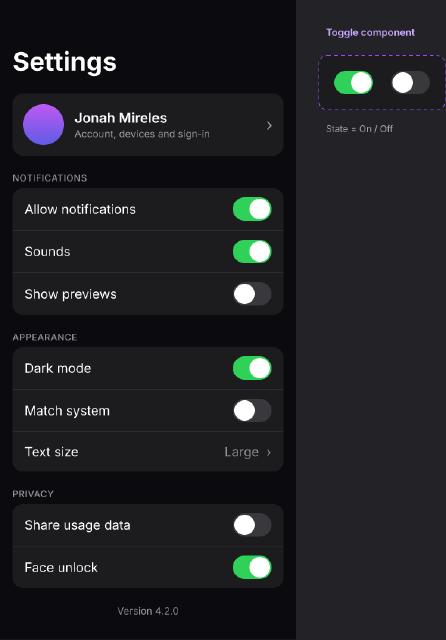 Settings
Jonah Mireles
Account, devices and sign-in
NOTIFICATIONS
Allow notifications
Sounds
Show previews
APPEARANCE
Dark mode
Match system
Text size
Large
PRIVACY
Share usage data
Face unlock
Version 4.2.0
Toggle component
State = On / Off